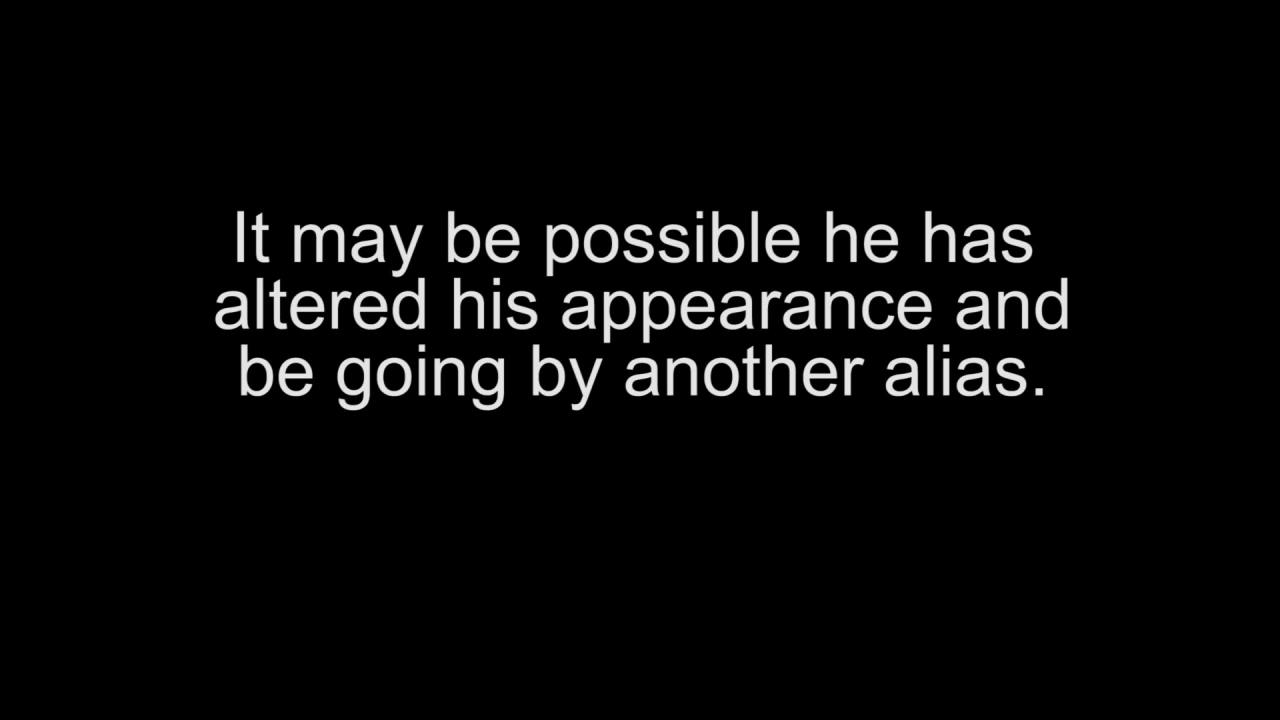 It may be possible he has
altered his appearance and
be going by another alias.